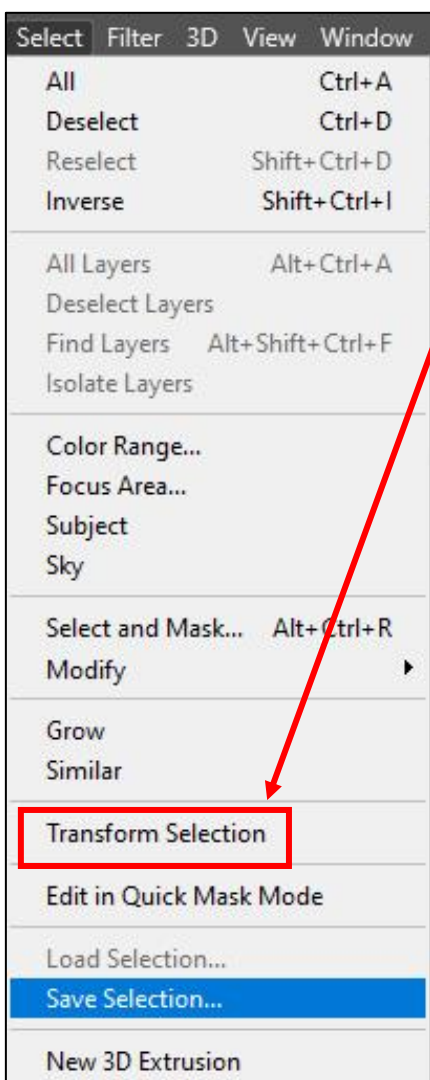 Select Filter 3D View Window
All Ctrl+A
Deselect Ctrl+D
Reselect Shift+Ctrl+D
Inverse Shift+Ctrl+I
All Layers Alt+Ctrl+A
Deselect Layers
Find Layers Alt+Shift+Ctrl+F
Isolate Layers
Color Range...
Focus Area...
Subject
Sky
Select and Mask... Alt+Ctrl+R
Modify
Grow
Similar
Transform Selection
Edit in Quick Mask Mode
Load Selection...
Save Selection...
New 3D Extrusion